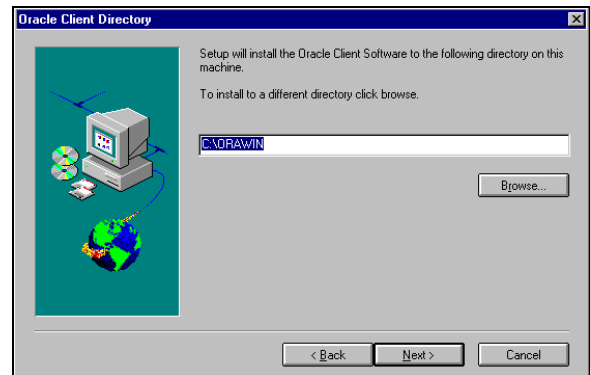 Oracle Client Directory
Setup will install the Oracle Client Software to the following directory on this
machine.
To install to a different directory click browse.
C:\ORAWIN
Browse...
< Back
Next >
Cancel